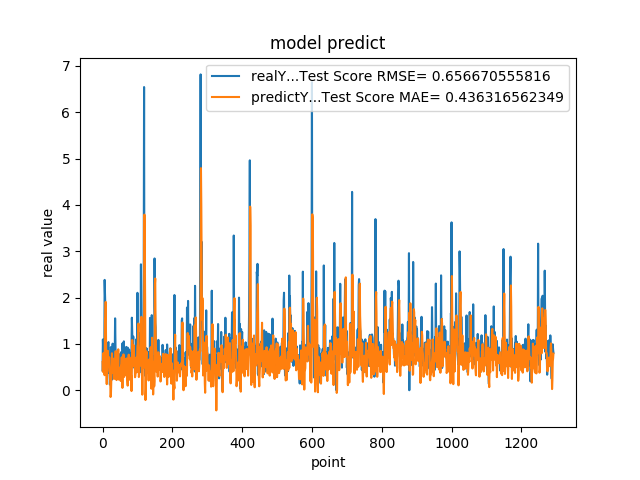 model predict
realY...Test Score RMSE= 0.656670555816
predictY...Test Score MAE= 0.436316562349
7
6
5
4
3
2
1
0
real value
0 200 400 600 800 1000 1200
point